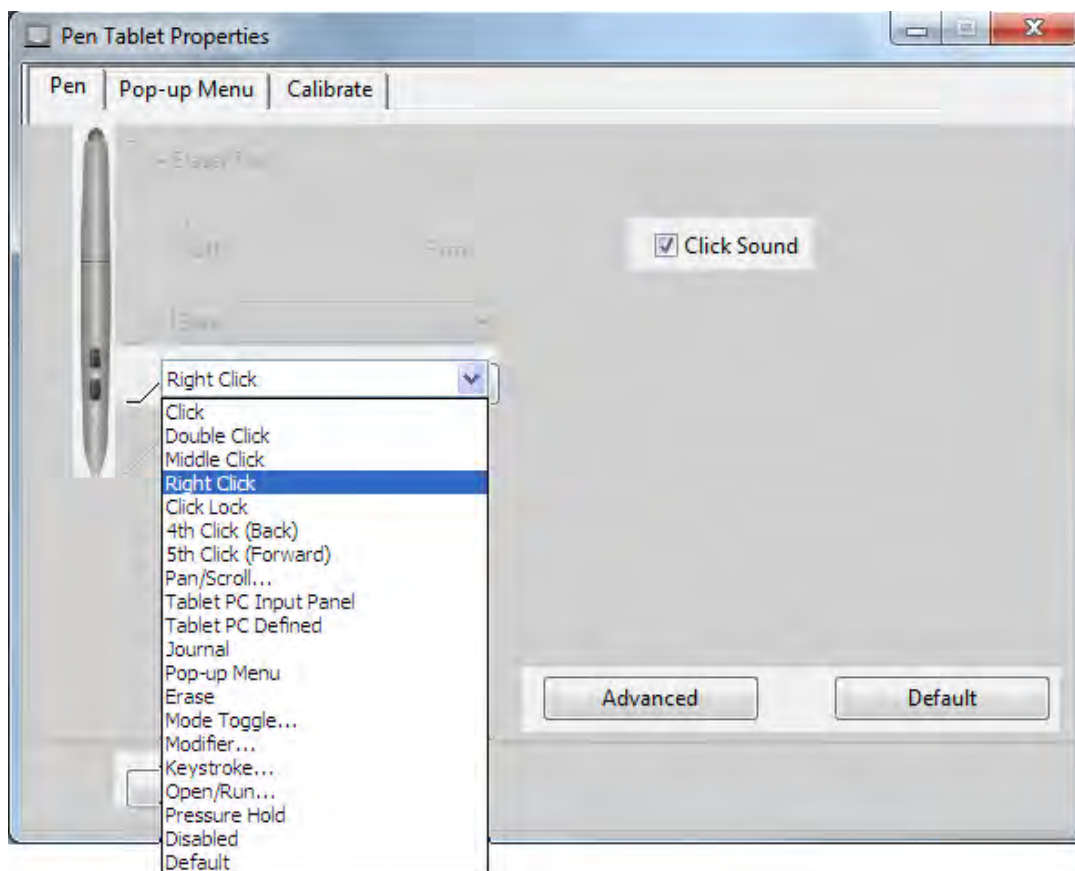 Pen Tablet Properties
Pen Pop-up Menu Calibrate
Click Sound
Right Click
Click
Double Click
Middle Click
Right Click
Click Lock
4th Click (Back)
5th Click (Forward)
Pan/Scroll...
Tablet PC Input Panel
Tablet PC Defined
Journal
Pop-up Menu
Erase
Mode Toggle...
Modifier...
Keystroke...
Open/Run...
Pressure Hold
Disabled
Default
Advanced Default